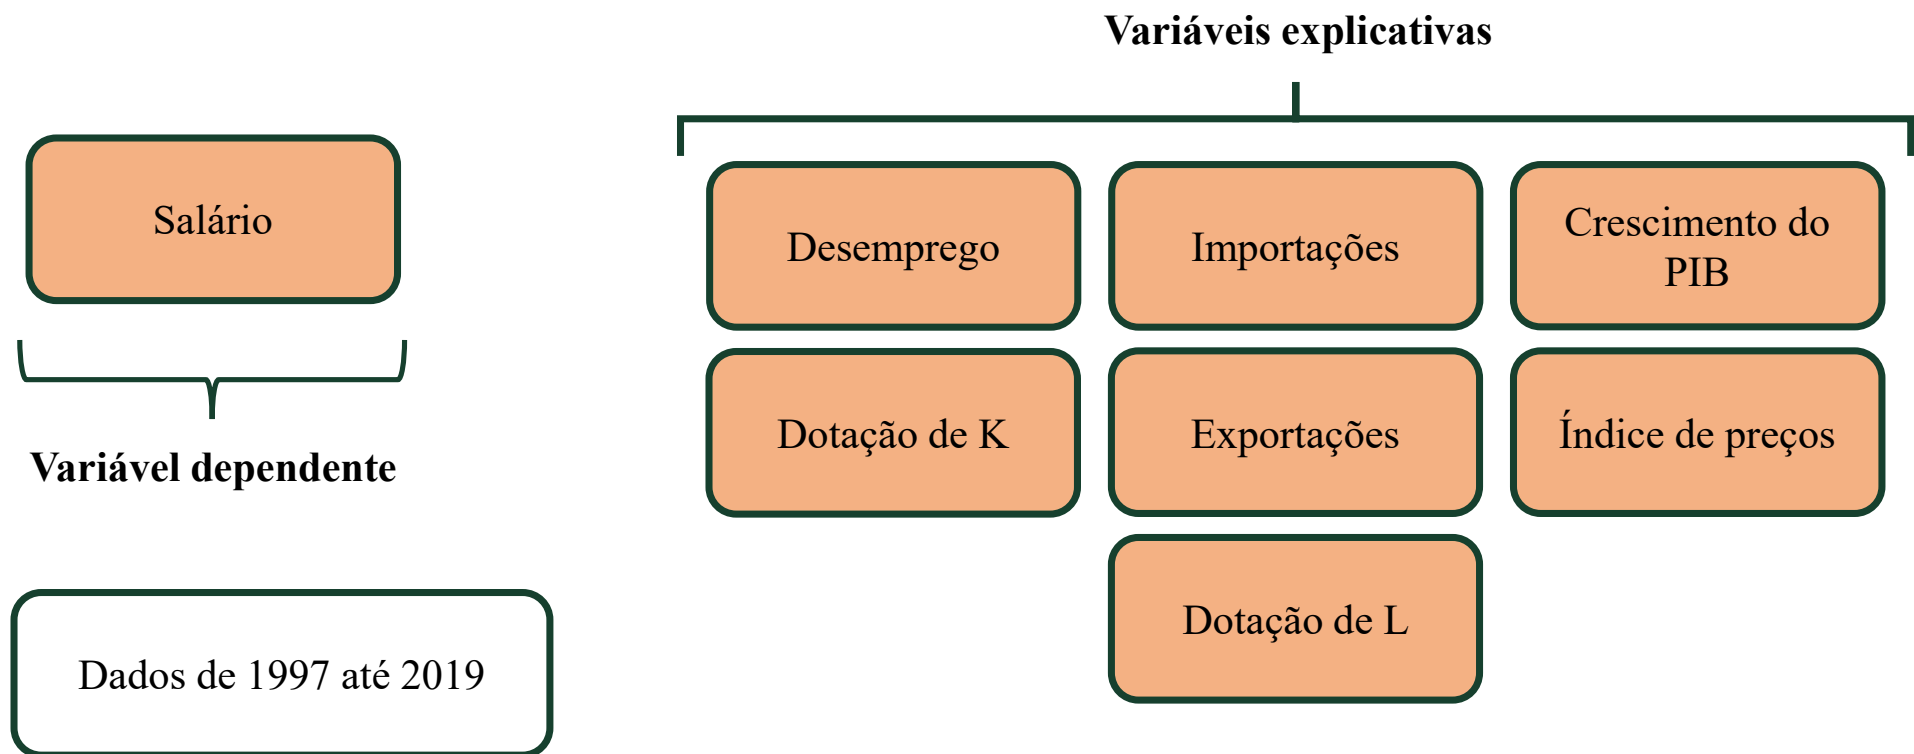 Variáveis explicativas
Salário
Variável dependente
Dados de 1997 até 2019
Desemprego
Importações
Crescimento do
PIB
Dotação de K
Exportações
Índice de preços
Dotação de L